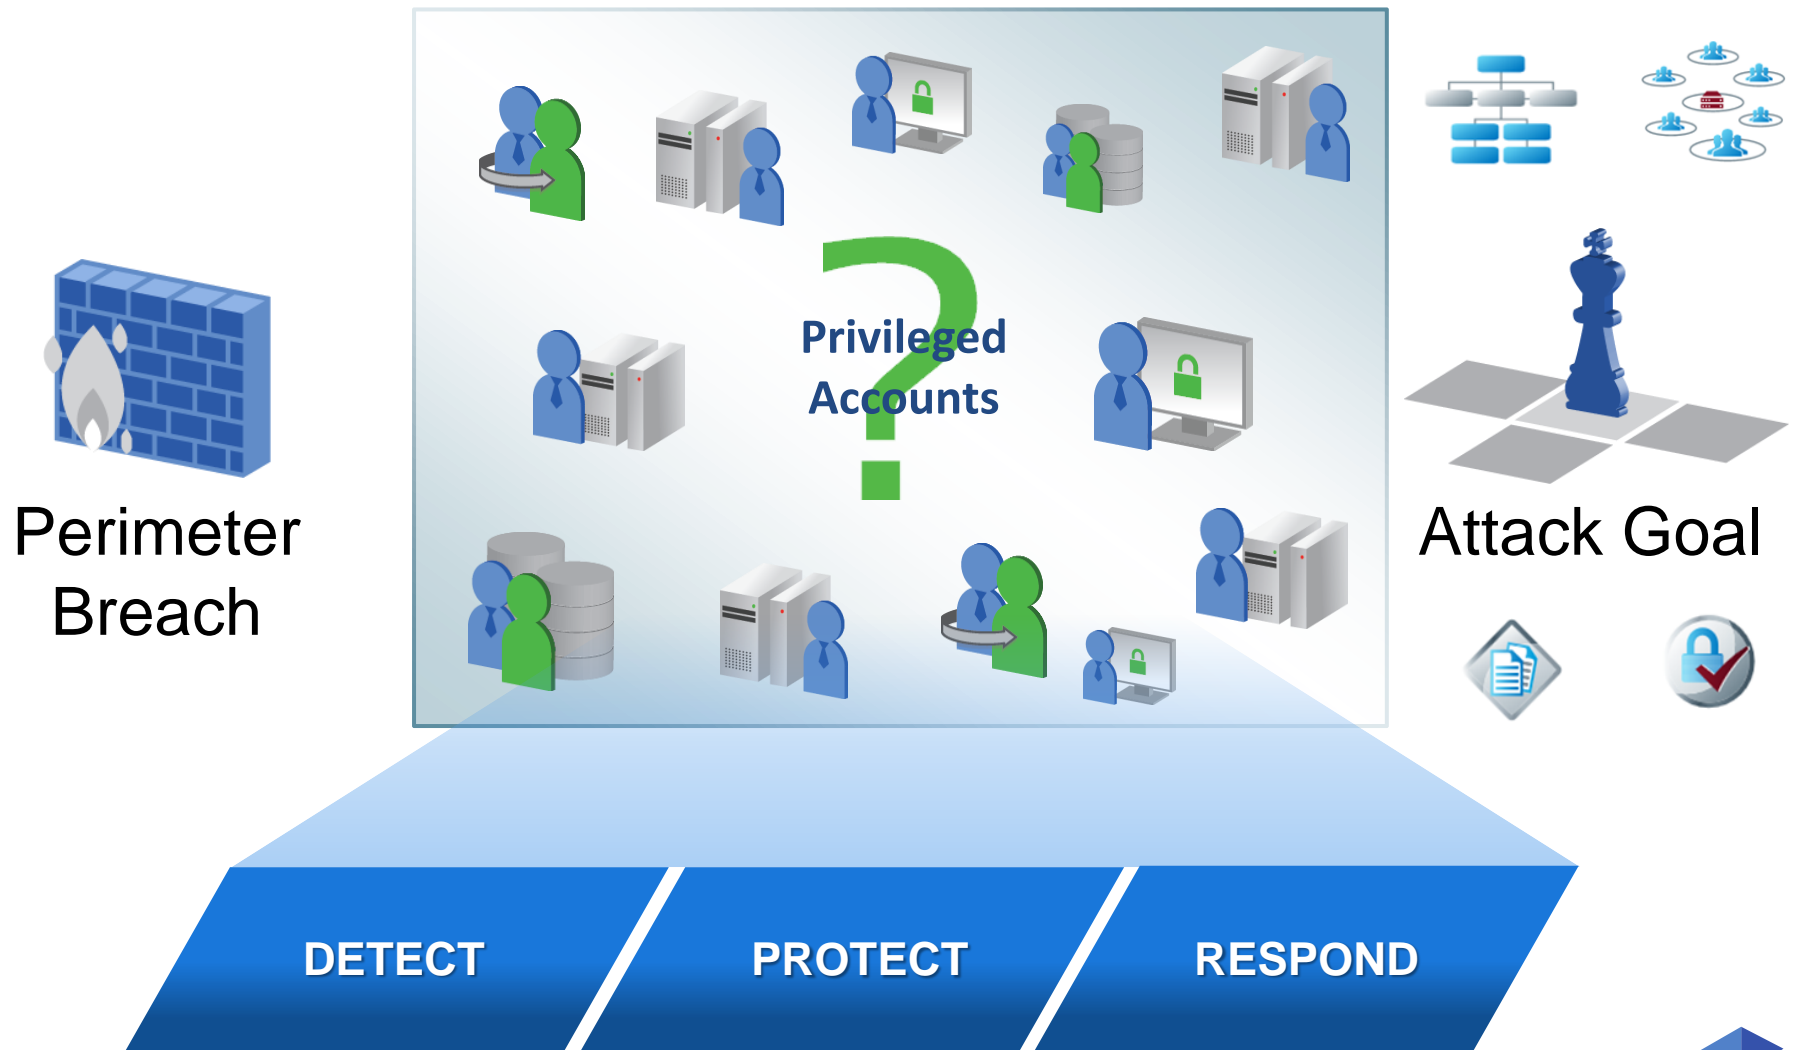 Privileged
Accounts
Perimeter
Breach
Attack Goal
DETECT
PROTECT
RESPOND